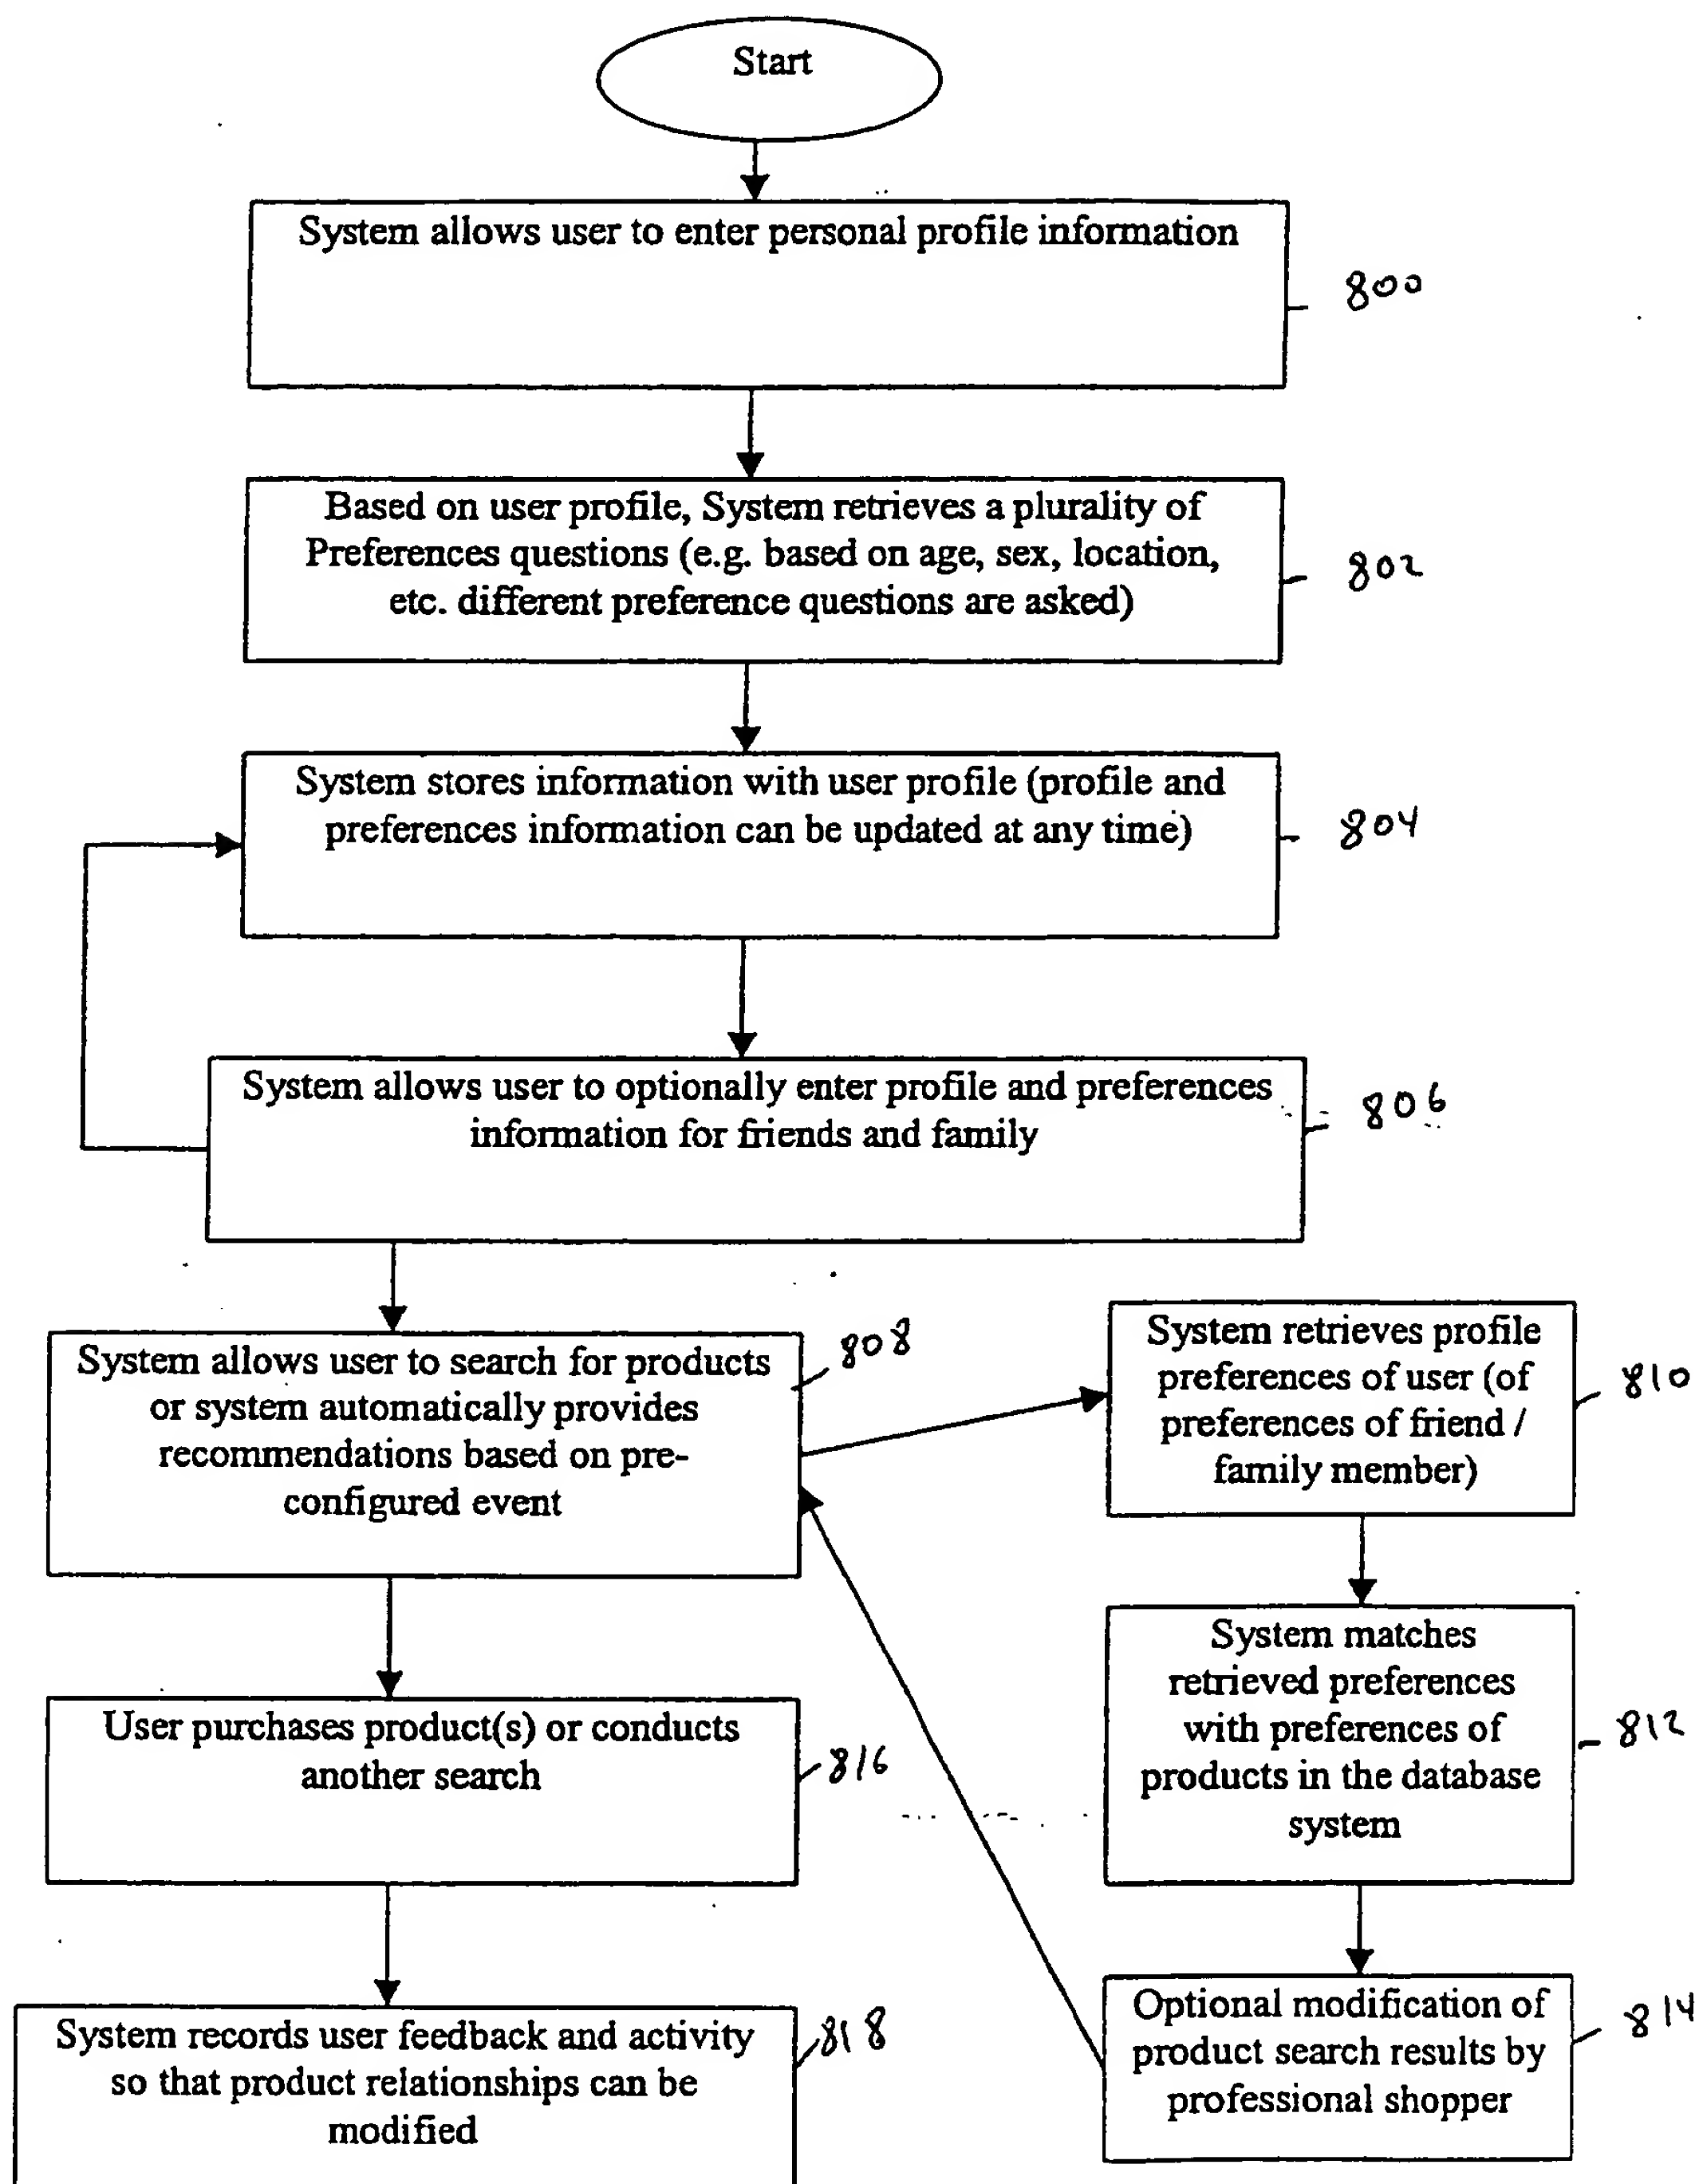 Start
System allows user to enter personal profile information
800
Based on user profile, System retrieves a plurality of
Preferences questions (e.g. based on age, sex, location,
etc. different preference questions are asked)
802
System stores information with user profile (profile and
preferences information can be updated at any time)
804
System allows user to optionally enter profile and preferences
information for friends and family
806
System allows user to search for products
or system automatically provides
recommendations based on pre-
configured event
808
System retrieves profile
preferences of user (of
preferences of friend /
family member)
810
System matches
retrieved preferences
with preferences of
products in the database
system
812
User purchases product(s) or conducts
another search
816
Optional modification of
product search results by
professional shopper
814
System records user feedback and activity
so that product relationships can be
modified
818